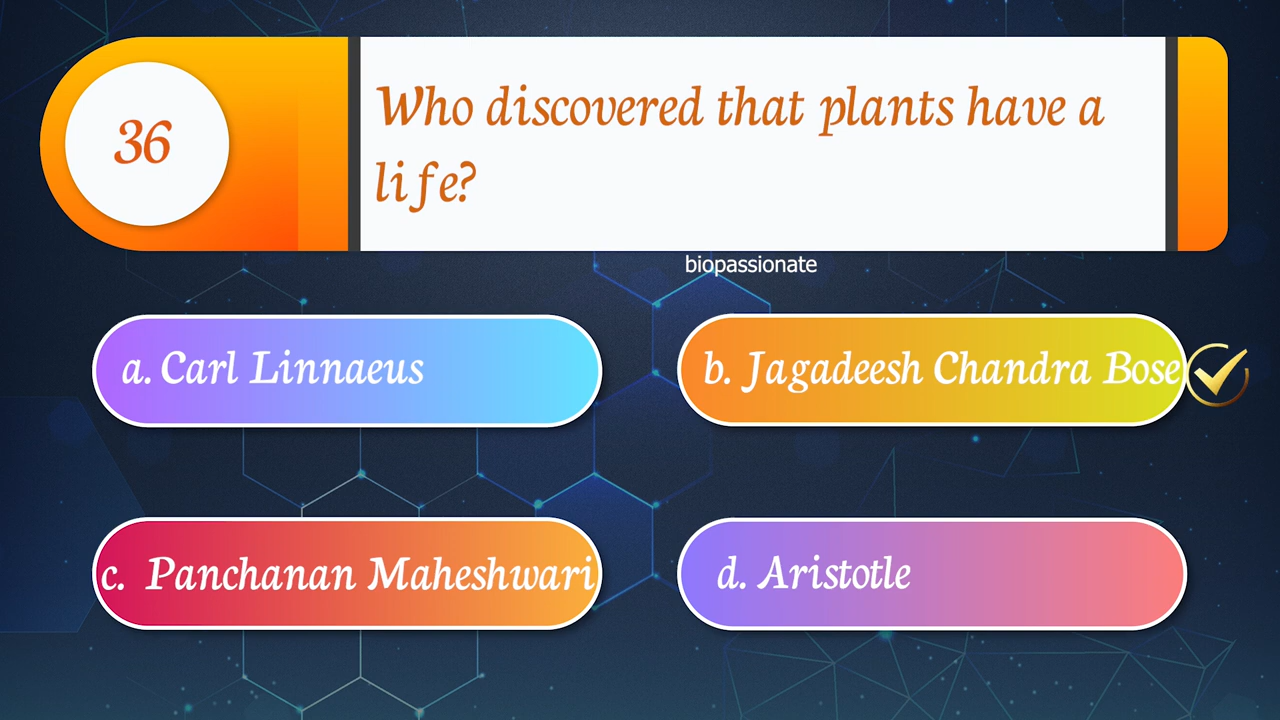 36
Who discovered that plants have a
life?
biopassionate
a. Carl Linnaeus
b. Jagadeesh Chandra Bose
c. Panchanan Maheshwari
d. Aristotle